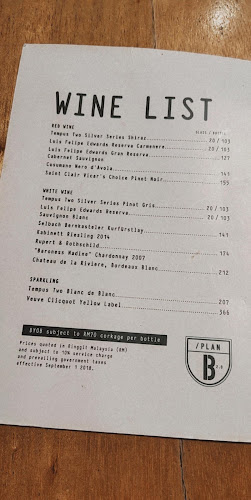 WINE LIST
RED WINE GLASS / BOTTLE
Tempus Two Silver Series Shiraz 20 / 103
Luis Felipe Edwards Reserve Carmenere 20 / 103
Luis Felipe Edwards Gran Reserve 127
Cabernet Sauvignon
Cusumano Nero d'Avola 143
Saint Clair Vicar's Choice Pinot Noir 155
WHITE WINE
Tempus Two Silver Series Pinot Gris 20 / 103
Luis Felipe Edwards Reserve 20 / 103
Sauvignon Blanc
Selbach Bernkasteler Kurfürstlay 141
Kabinett Riesling 2014
Rupert & Rothschild 174
"Baroness Nadine" Chardonnay 2007
Chateau de la Riviere, Bordeaux Blanc 212
SPARKLING
Tempus Two Blanc de Blanc 207
Veuve Clicquot Yellow Label 366
BYOB subject to RM70 corkage per bottle
Prices quoted in Ringgit Malaysia (RM)
and subject to 10% service charge
and prevailing government taxes
effective September 1 2018.
/PLAN
B